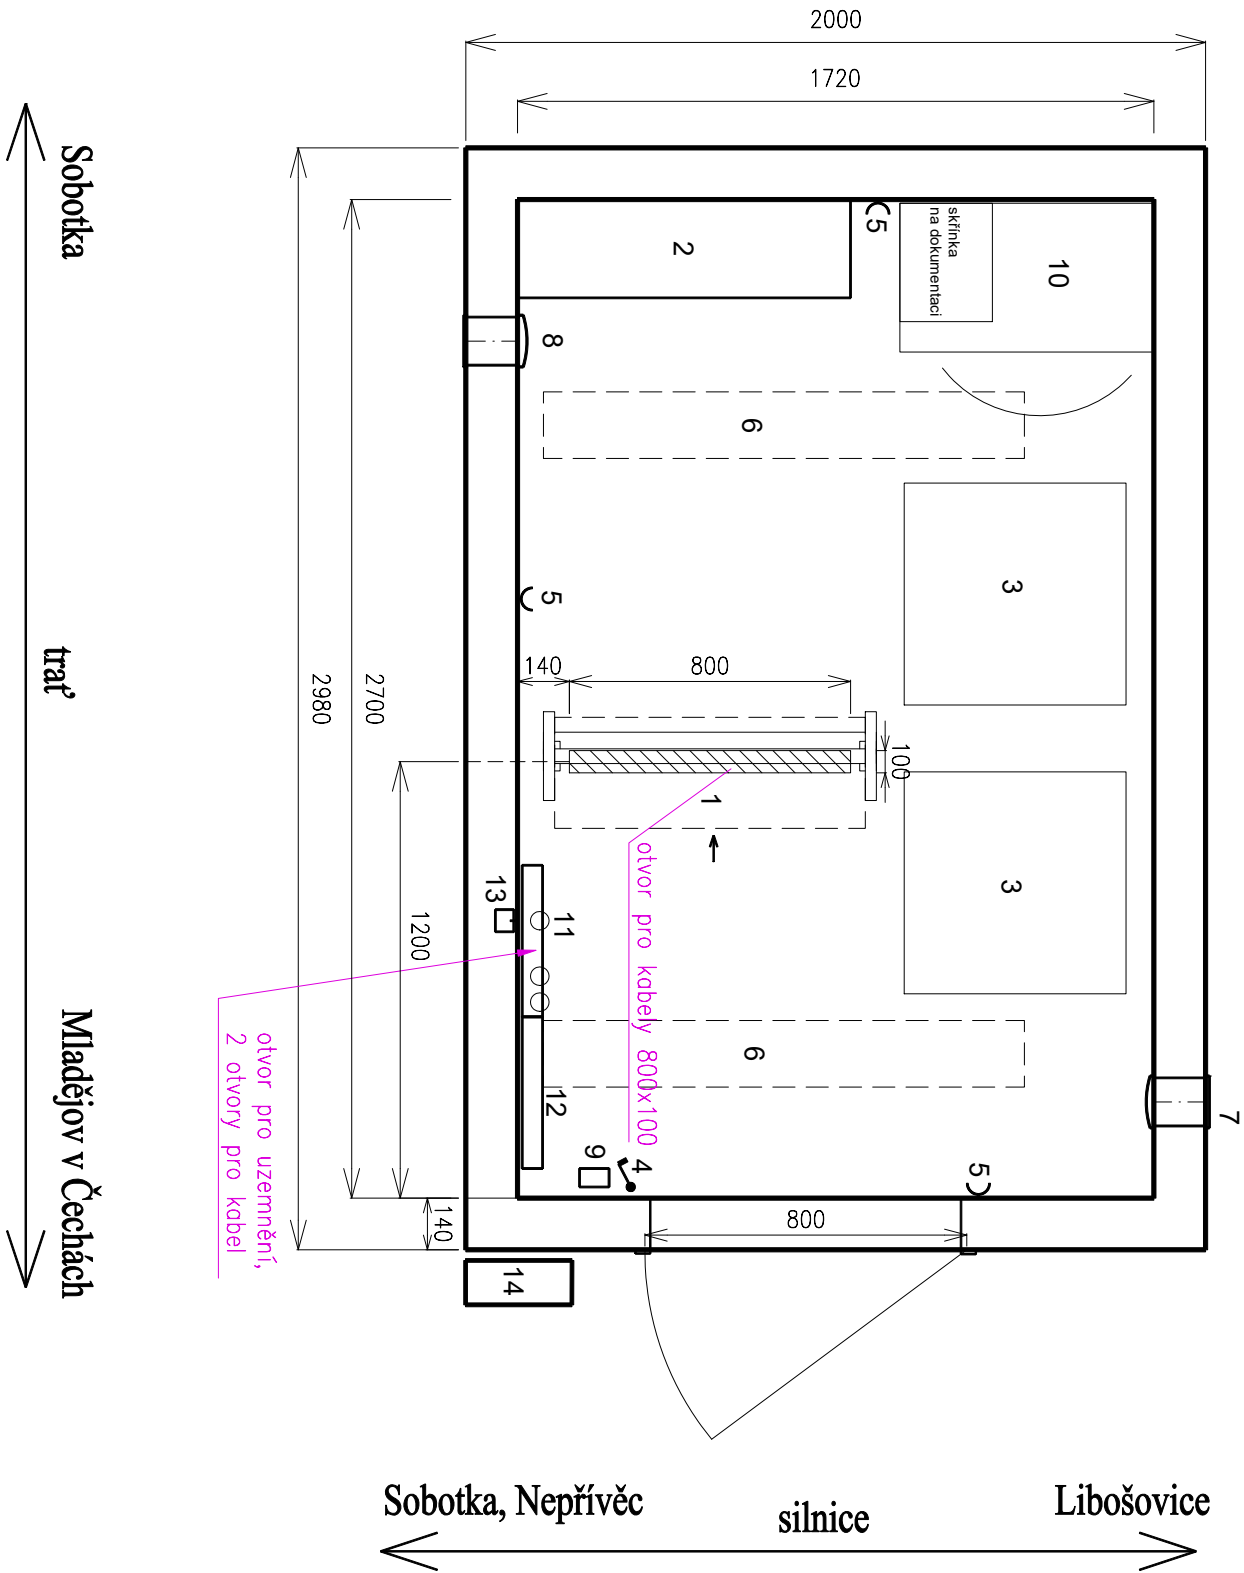 2000
1720
Sobotka
trať
Mladějov v Čechách
2980
2700
1200
140
2
5
skřínka
na dokumentaci
10
8
6
3
5
140
800
100
1
3
otvor pro kabely 800x100
13
11
otvor pro uzemnění,
2 otvory pro kabel
6
12
7
9
4
5
800
14
Sobotka, Nepřívěc
silnice
Libošovice